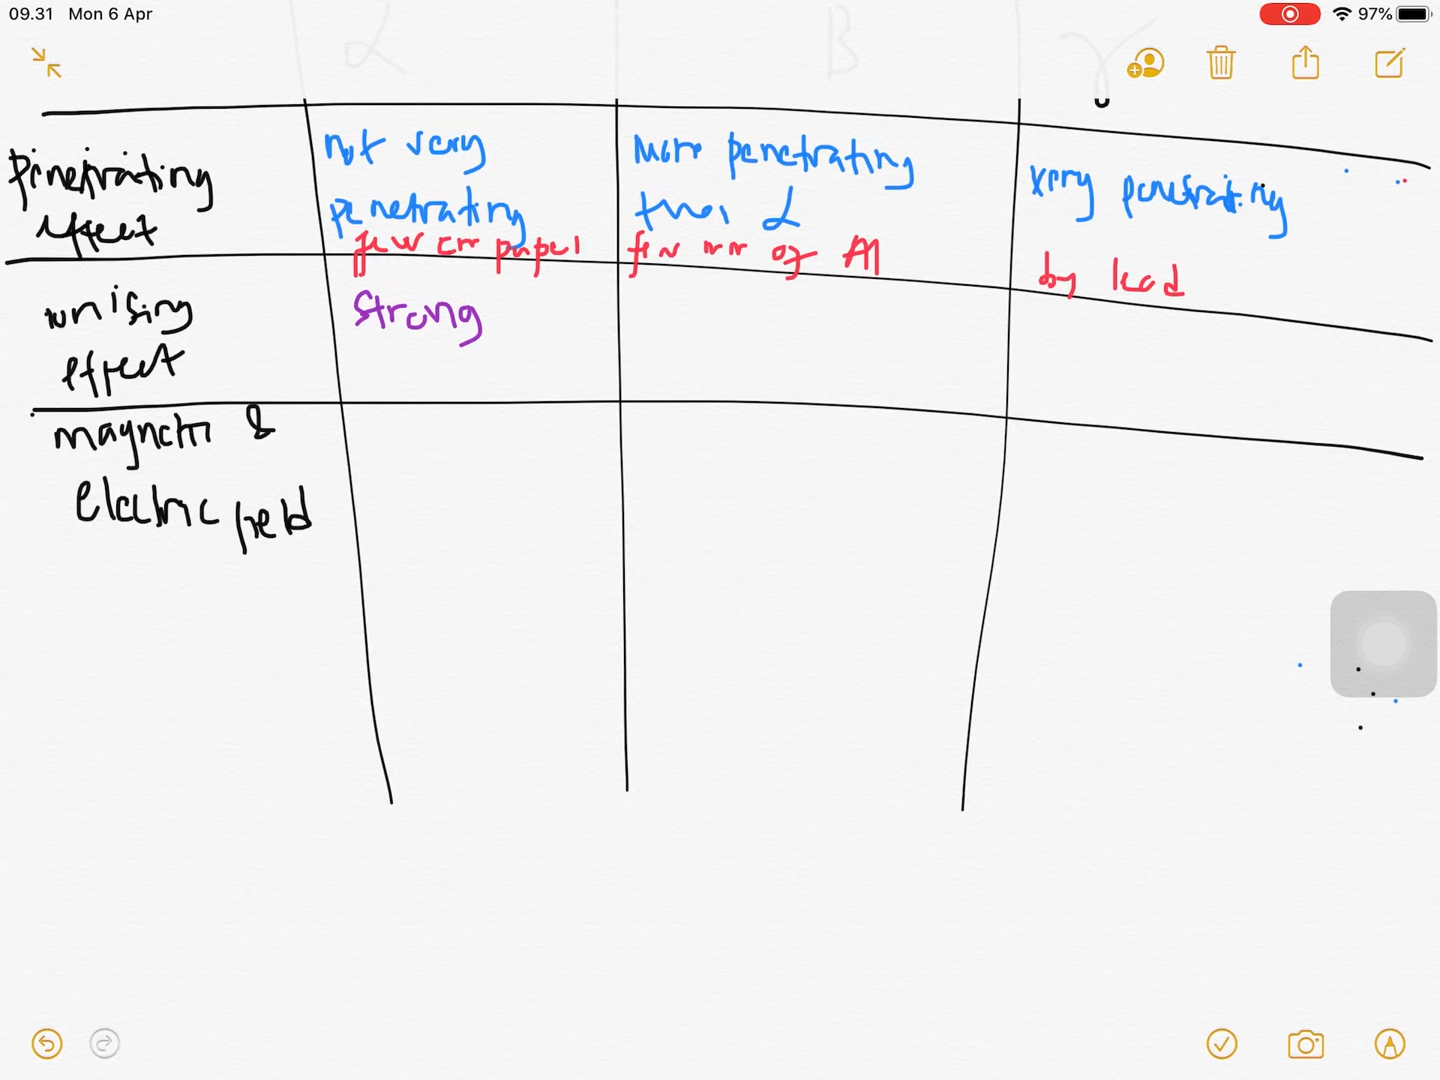 09.31 Mon 6 Apr
97%
α B γ
penetrating
effect
not very
penetrating
few cm paper
more penetrating
than α
few mm of Al
very penetrating
by lead
ionising
effect
strong
magnetic &
electric field